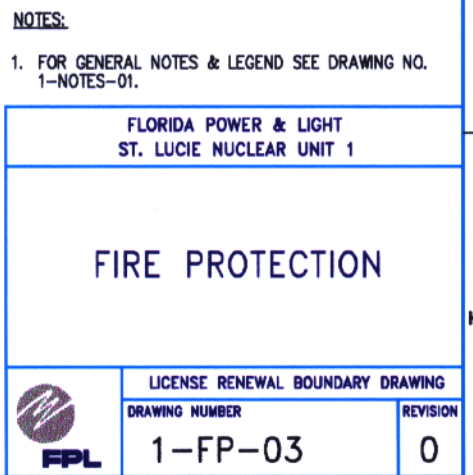 NOTES:
1. FOR GENERAL NOTES & LEGEND SEE DRAWING NO.
1-NOTES-01.
FLORIDA POWER & LIGHT
ST. LUCIE NUCLEAR UNIT 1
FIRE PROTECTION
LICENSE RENEWAL BOUNDARY DRAWING
DRAWING NUMBER
REVISION
1-FP-03
0
FPL